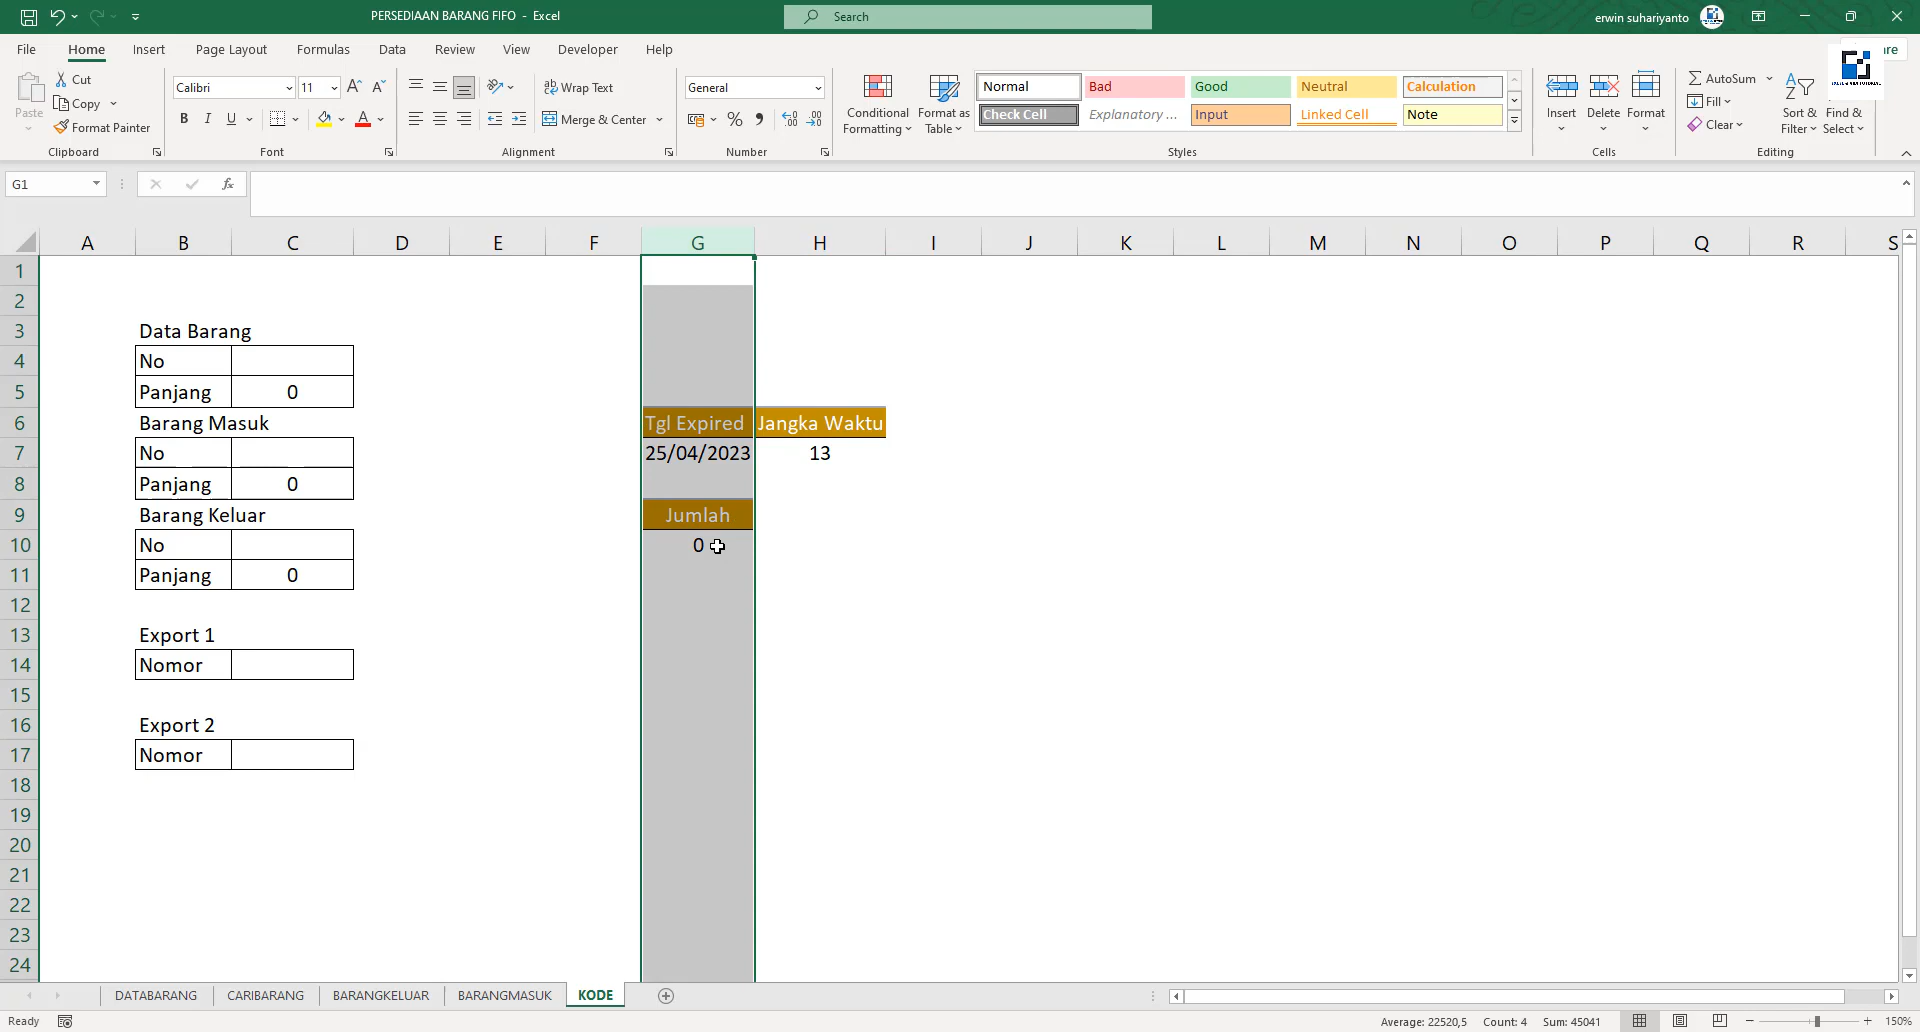 PERSEDIAAN BARANG FIFO - Excel
Search
erwin suhariyanto
File Home Insert Page Layout Formulas Data Review View Developer Help
Paste
Cut
Copy
Format Painter
Clipboard
Calibri 11
B I U
Font
Wrap Text
Merge & Center
Alignment
General
Number
Conditional Formatting
Format as Table
Normal Bad Good Neutral Calculation
Check Cell Explanatory ... Input Linked Cell Note
Styles
Insert Delete Format
Cells
AutoSum
Fill
Clear
Sort & Filter
Find & Select
Editing
G1
fx
A B C D E F G H I J K L M N O P Q R S
1
2
3 Data Barang
4 No
5 Panjang 0
6 Barang Masuk Tgl Expired Jangka Waktu
7 No 25/04/2023 13
8 Panjang 0
9 Barang Keluar Jumlah
10 No 0
11 Panjang 0
12
13 Export 1
14 Nomor
15
16 Export 2
17 Nomor
18
19
20
21
22
23
24
DATABARANG CARIBARANG BARANGKELUAR BARANGMASUK KODE
Ready
Average: 22520,5 Count: 4 Sum: 45041 150%